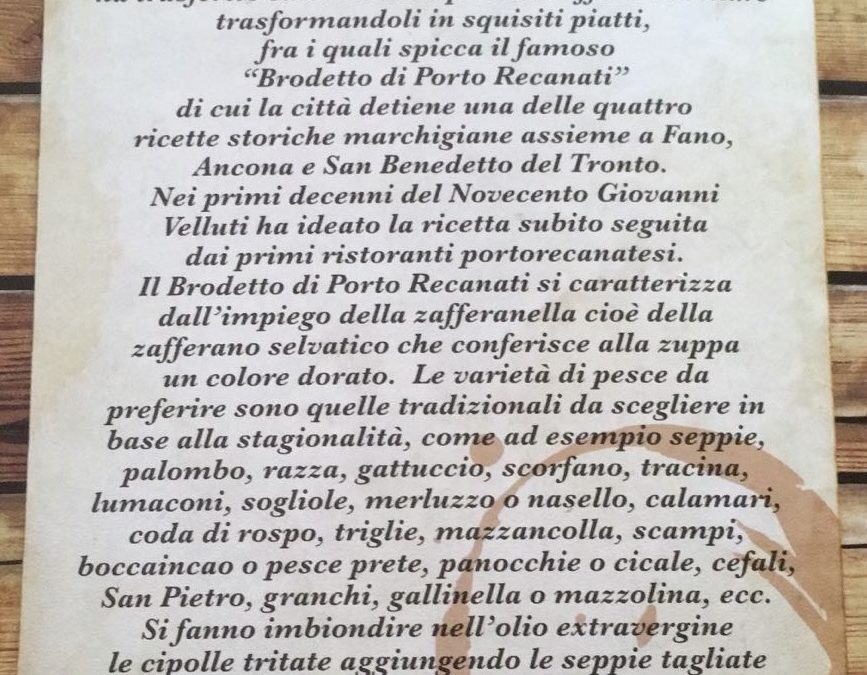 trasformandoli in squisiti piatti,
fra i quali spicca il famoso
“Brodetto di Porto Recanati”
di cui la città detiene una delle quattro
ricette storiche marchigiane assieme a Fano,
Ancona e San Benedetto del Tronto.
Nei primi decenni del Novecento Giovanni
Velluti ha ideato la ricetta subito seguita
dai primi ristoranti portorecanatesi.
Il Brodetto di Porto Recanati si caratterizza
dall’impiego della zafferanella cioè della
zafferano selvatico che conferisce alla zuppa
un colore dorato. Le varietà di pesce da
preferire sono quelle tradizionali da scegliere in
base alla stagionalità, come ad esempio seppie,
palombo, razza, gattuccio, scorfano, tracina,
lumaconi, sogliole, merluzzo o nasello, calamari,
coda di rospo, triglie, mazzancolla, scampi,
boccaincao o pesce prete, panocchie o cicale, cefali,
San Pietro, granchi, gallinella o mazzolina, ecc.
Si fanno imbiondire nell’olio extravergine
le cipolle tritate aggiungendo le seppie tagliate